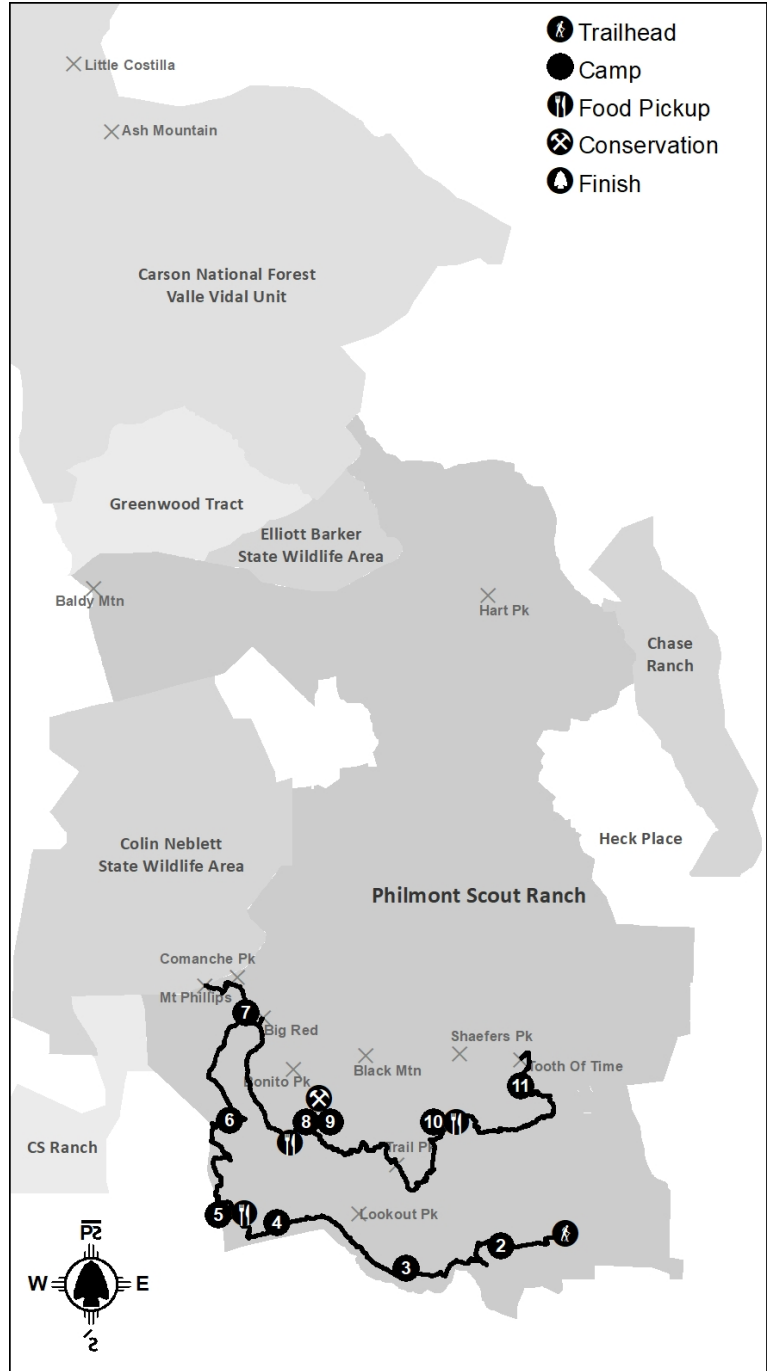 Trailhead
Camp
Food Pickup
Conservation
Finish
Little Costilla
Ash Mountain
Carson National Forest
Valle Vidal Unit
Greenwood Tract
Elliott Barker
State Wildlife Area
Baldy Mtn
Hart Pk
Chase
Ranch
Colin Neblett
State Wildlife Area
Heck Place
Philmont Scout Ranch
Comanche Pk
Mt Phillips
7
Big Red
Shaefers Pk
Black Mtn
Tooth Of Time
Bonito Pk
11
6
8
9
10
CS Ranch
Trail Pk
5
4
Lookout Pk
2
3
W
E